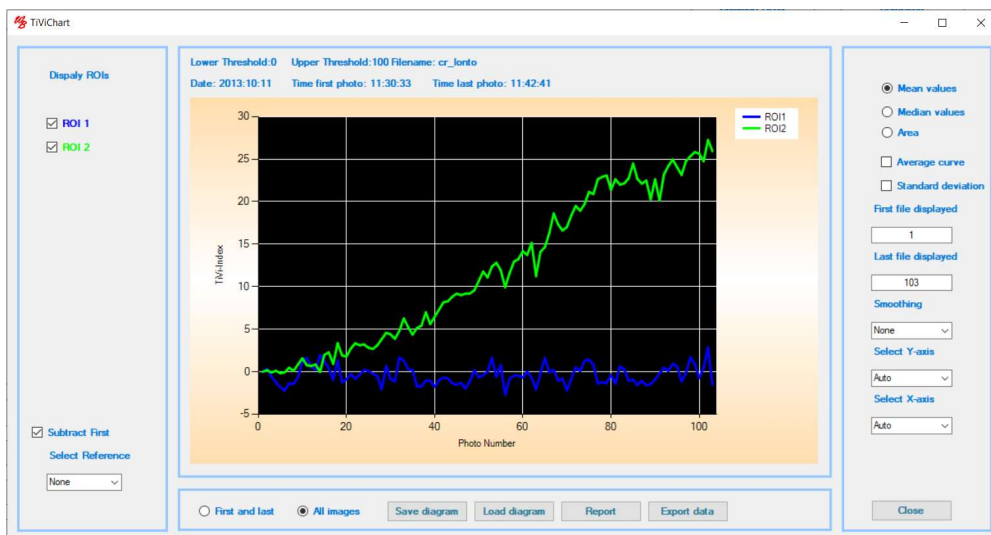 TiViChart
Dispaly ROIs
ROI 1
ROI 2
Subtract First
Select Reference
None
Lower Threshold:0 Upper Threshold:100 Filename: cr_lonto
Date: 2013:10:11 Time first photo: 11:30:33 Time last photo: 11:42:41
ROI1
ROI2
30
25
20
15
10
5
0
-5
TiVi-Index
0 20 40 60 80 100
Photo Number
First and last All images Save diagram Load diagram Report Export data
Mean values
Median values
Area
Average curve
Standard deviation
First file displayed
1
Last file displayed
103
Smoothing
None
Select Y-axis
Auto
Select X-axis
Auto
Close